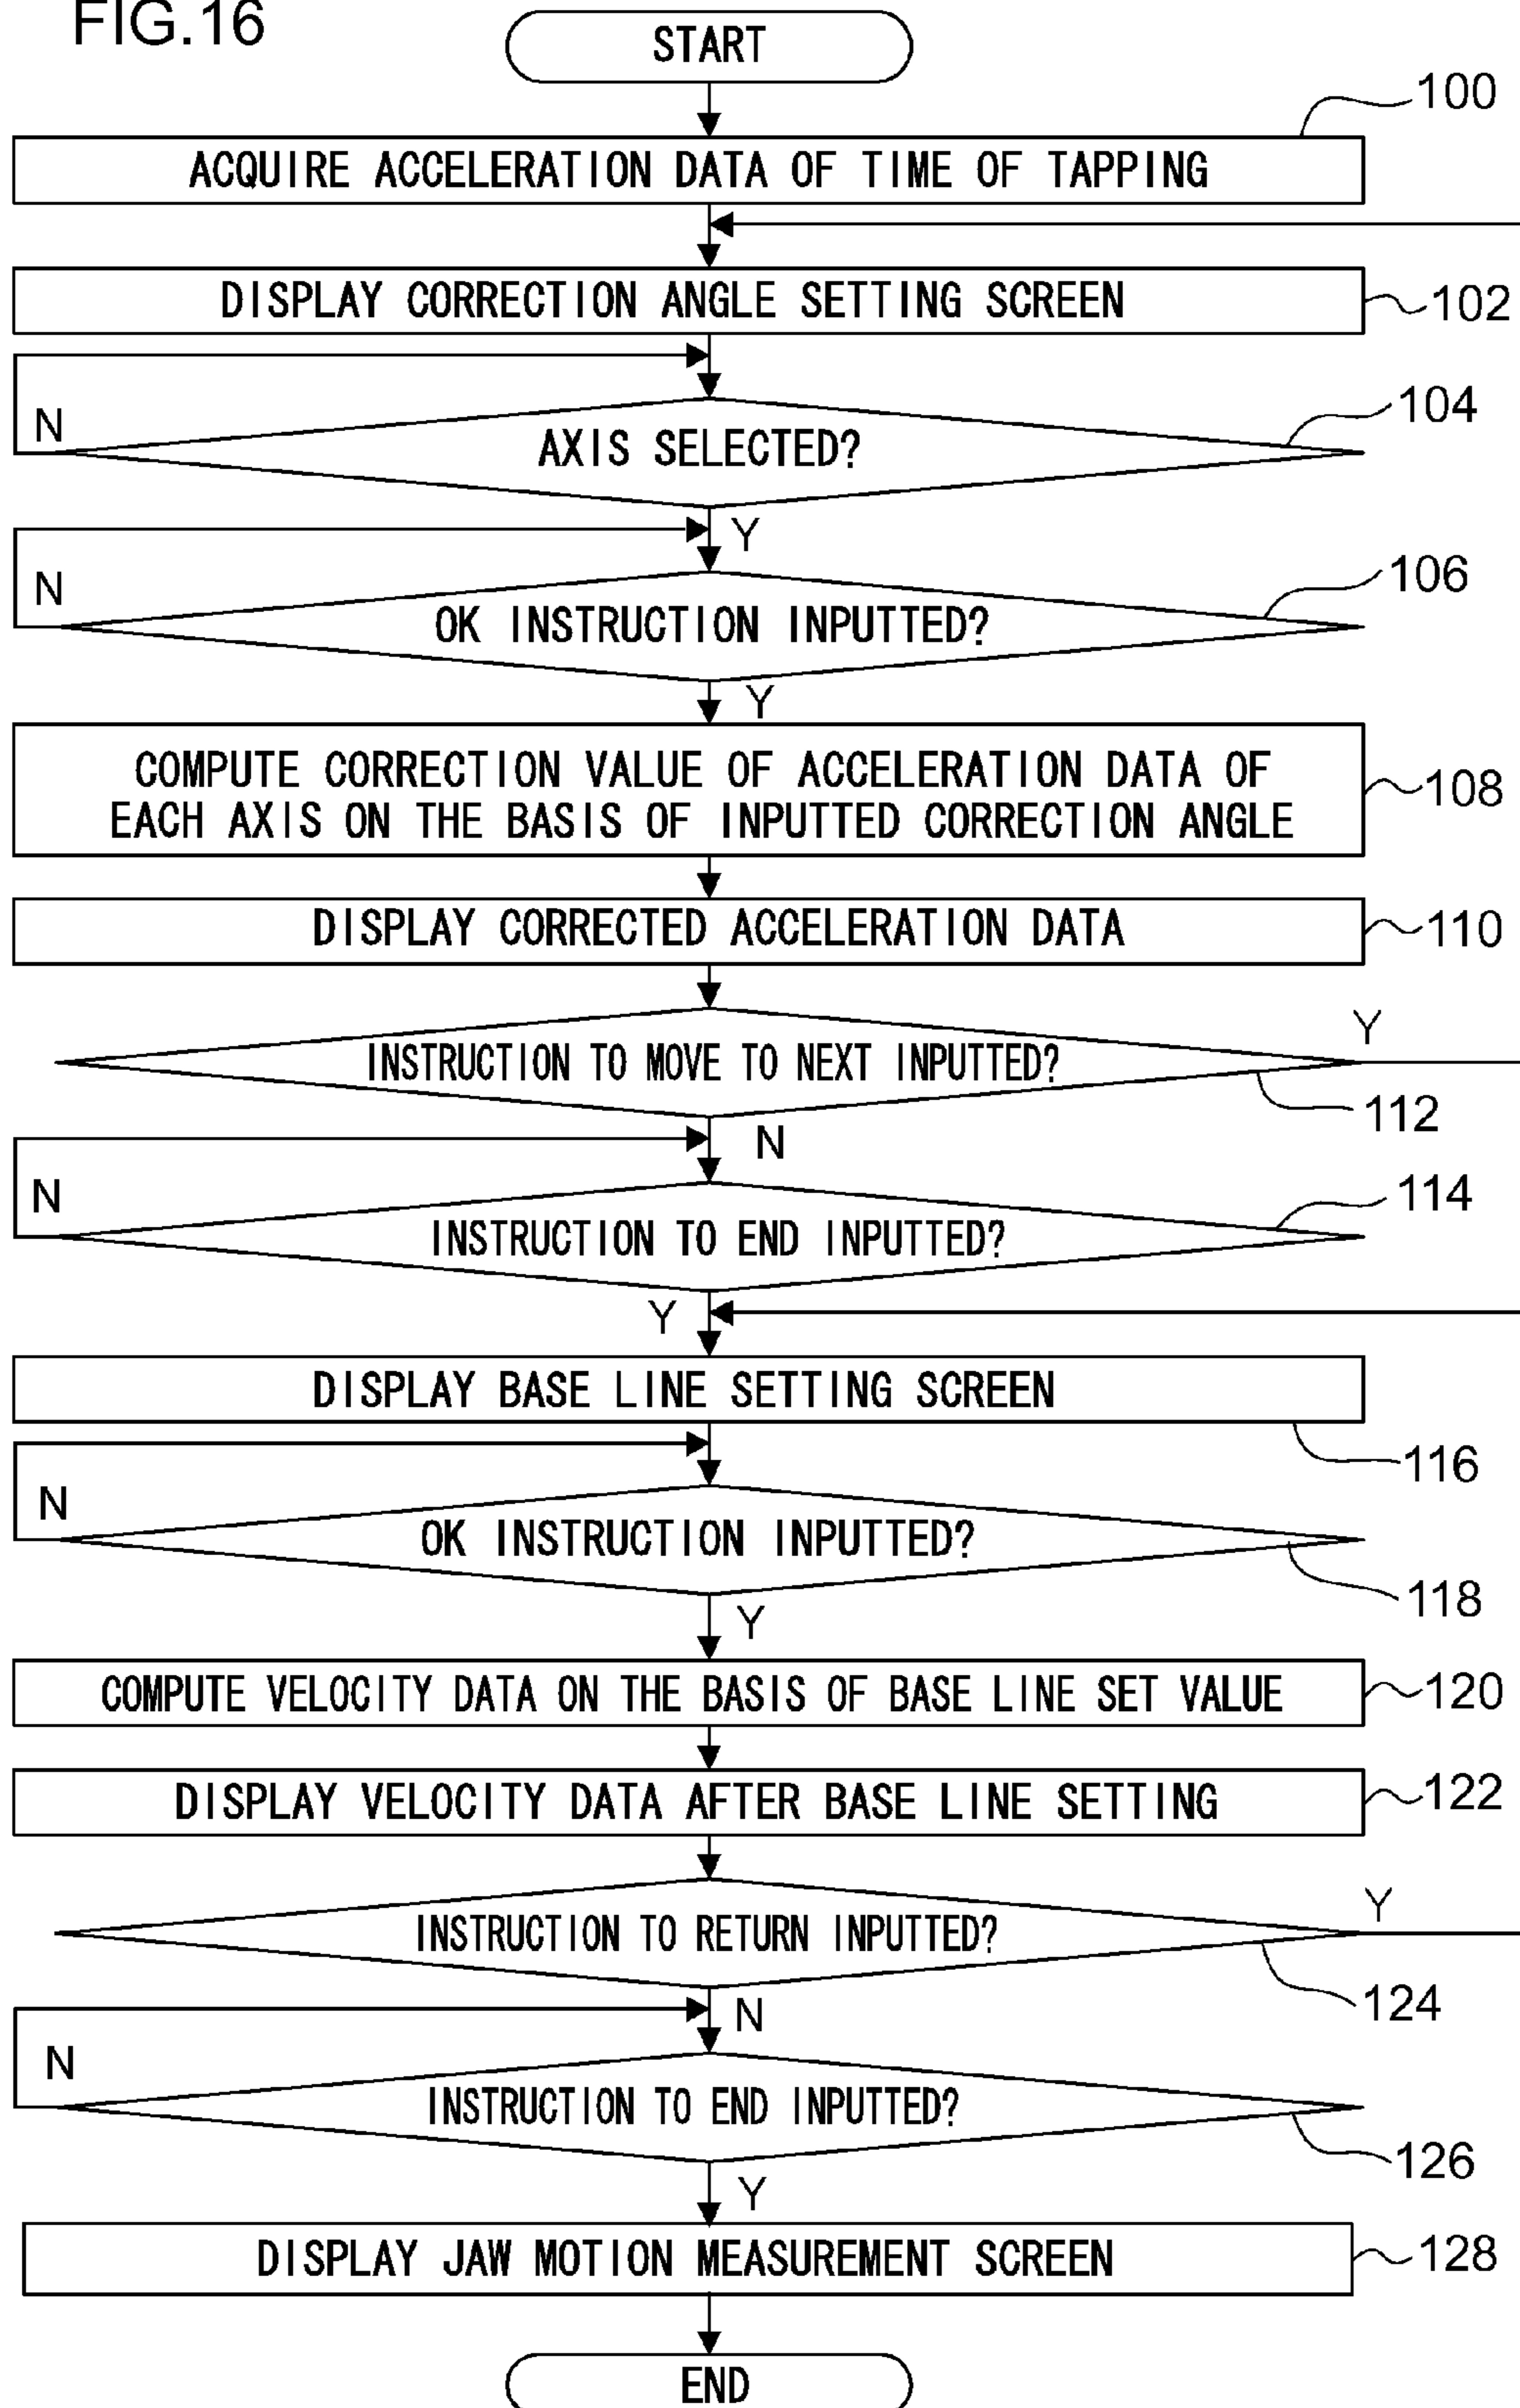 FIG.16
START
100
ACQUIRE ACCELERATION DATA OF TIME OF TAPPING
DISPLAY CORRECTION ANGLE SETTING SCREEN
102
N
AXIS SELECTED?
104
Y
N
OK INSTRUCTION INPUTTED?
106
Y
COMPUTE CORRECTION VALUE OF ACCELERATION DATA OF
EACH AXIS ON THE BASIS OF INPUTTED CORRECTION ANGLE
108
DISPLAY CORRECTED ACCELERATION DATA
110
Y
INSTRUCTION TO MOVE TO NEXT INPUTTED?
112
N
N
INSTRUCTION TO END INPUTTED?
114
Y
DISPLAY BASE LINE SETTING SCREEN
116
N
OK INSTRUCTION INPUTTED?
118
Y
COMPUTE VELOCITY DATA ON THE BASIS OF BASE LINE SET VALUE
120
DISPLAY VELOCITY DATA AFTER BASE LINE SETTING
122
Y
INSTRUCTION TO RETURN INPUTTED?
124
N
N
INSTRUCTION TO END INPUTTED?
126
Y
DISPLAY JAW MOTION MEASUREMENT SCREEN
128
END